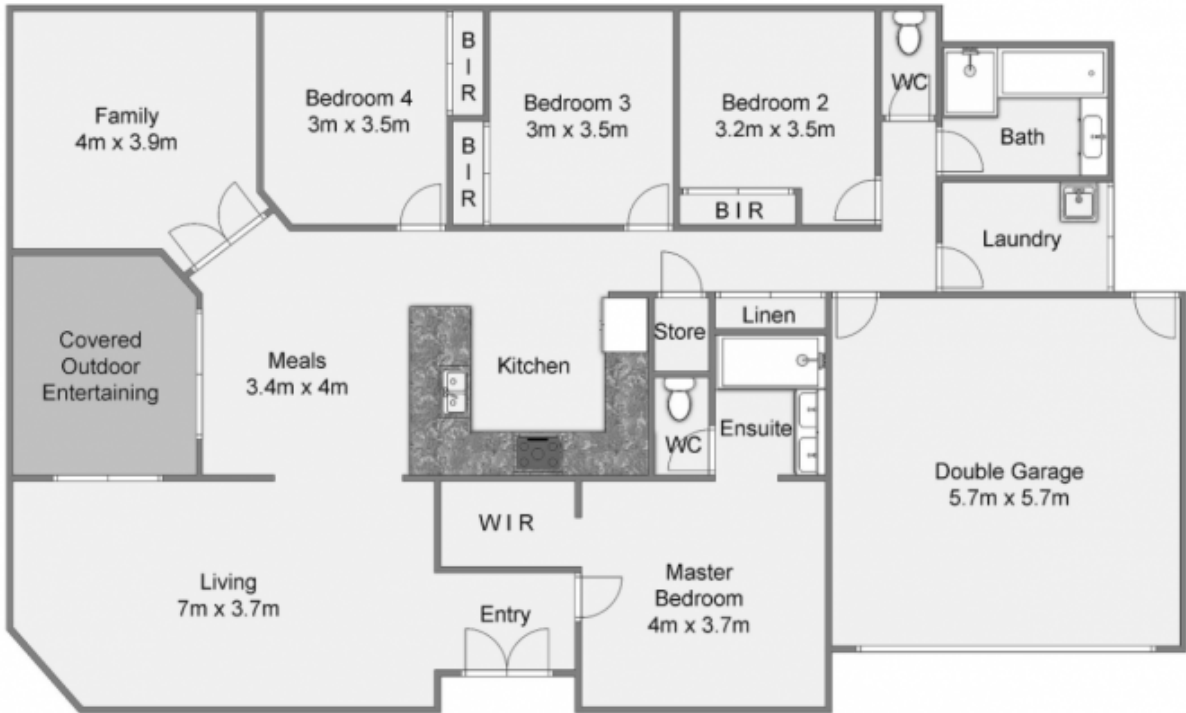 Family
4m x 3.9m
Bedroom 4
3m x 3.5m
B
I
R
B
I
R
Bedroom 3
3m x 3.5m
Bedroom 2
3.2m x 3.5m
B I R
WC
Bath
Laundry
Covered
Outdoor
Entertaining
Meals
3.4m x 4m
Kitchen
Store
Linen
WC
Ensuite
Double Garage
5.7m x 5.7m
Living
7m x 3.7m
W I R
Entry
Master
Bedroom
4m x 3.7m